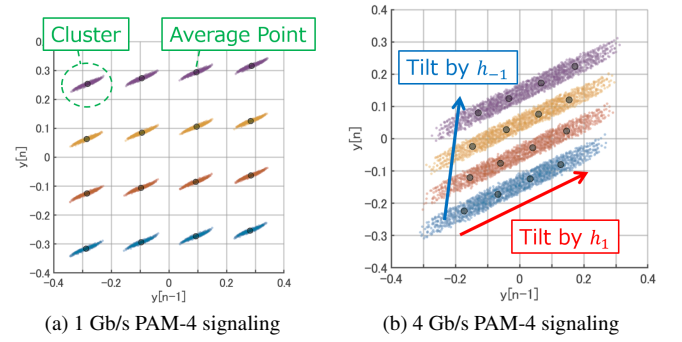 Cluster
Average Point
0.3
0.2
0.1
0
−0.1
−0.2
−0.3
−0.4
−0.4
−0.2
0
0.2
0.4
y[n]
y[n−1]
(a) 1 Gb/s PAM-4 signaling
0.4
0.3
0.2
0.1
0
−0.1
−0.2
−0.3
−0.4
−0.4
−0.2
0
0.2
0.4
y[n]
y[n−1]
Tilt by h₋₁
Tilt by h₁
(b) 4 Gb/s PAM-4 signaling